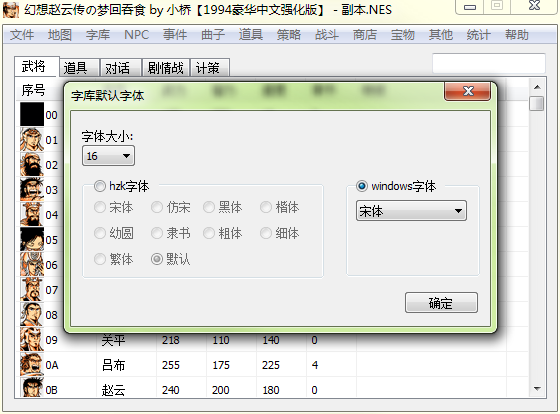 幻想赵云传の梦回吞食 by 小桥【1994豪华中文强化版】 - 副本.NES
文件 地图 字库 NPC 事件 曲子 道具 策略 战斗 商店 宝物 其他 统计 帮助
武将 道具 对话 剧情战 计策
序号
字库默认字体
字体大小:
16
hzk字体
宋体 仿宋 黑体 楷体
幼圆 隶书 粗体 细体
繁体 默认
windows字体
宋体
确定
00
01
02
03
04
05
06
07
08
09 关平 218 110 140 0
0A 吕布 255 175 225 4
0B 赵云 240 200 180 0